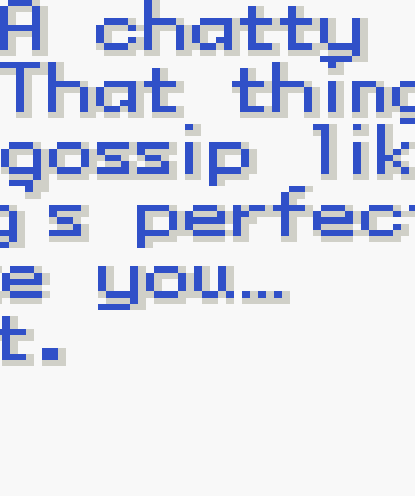 A chatty
That thing
gossip lik
g s perfec
e you...
t.